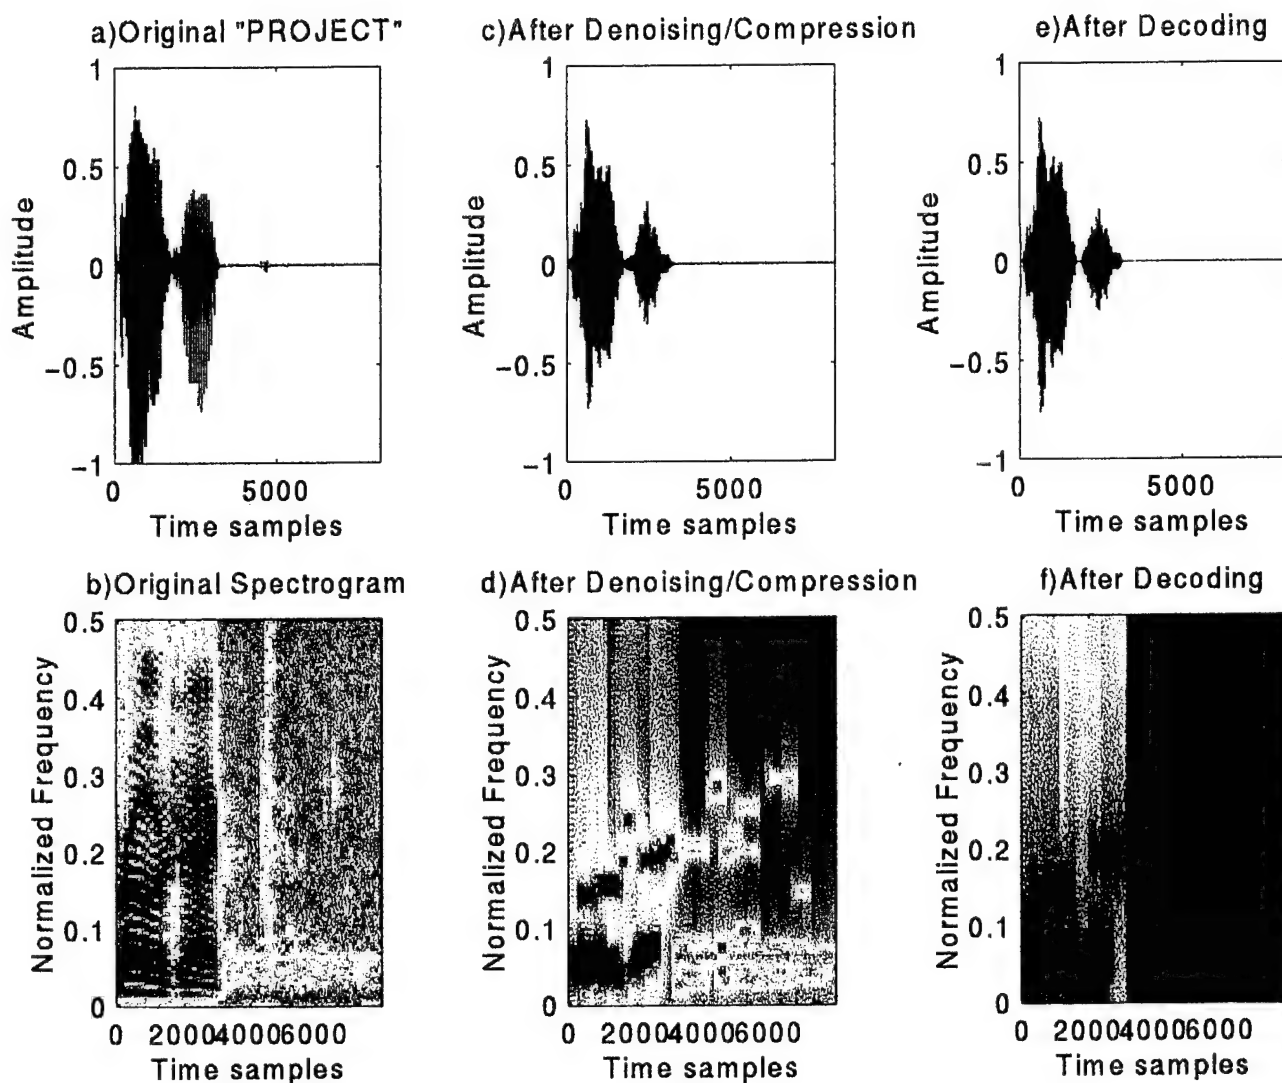 a)Original "PROJECT"
1
0.5
0
−0.5
−1
Amplitude
0 5000
Time samples
c)After Denoising/Compression
1
0.5
0
−0.5
−1
Amplitude
0 5000
Time samples
e)After Decoding
1
0.5
0
−0.5
−1
Amplitude
0 5000
Time samples
b)Original Spectrogram
0.5
0.4
0.3
0.2
0.1
0
Normalized Frequency
0 200040006000
Time samples
d)After Denoising/Compression
0.5
0.4
0.3
0.2
0.1
0
Normalized Frequency
0 200040006000
Time samples
f)After Decoding
0.5
0.4
0.3
0.2
0.1
0
Normalized Frequency
0 200040006000
Time samples